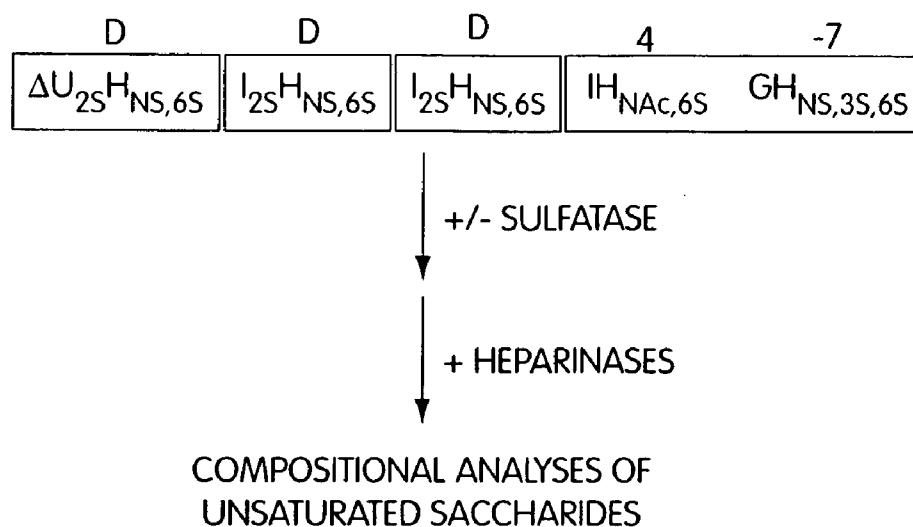 D D D 4 -7
ΔU2SHNS,6S I2SHNS,6S I2SHNS,6S IHNAc,6S GHNS,3S,6S
+/- SULFATASE
+ HEPARINASES
COMPOSITIONAL ANALYSES OF
UNSATURATED SACCHARIDES